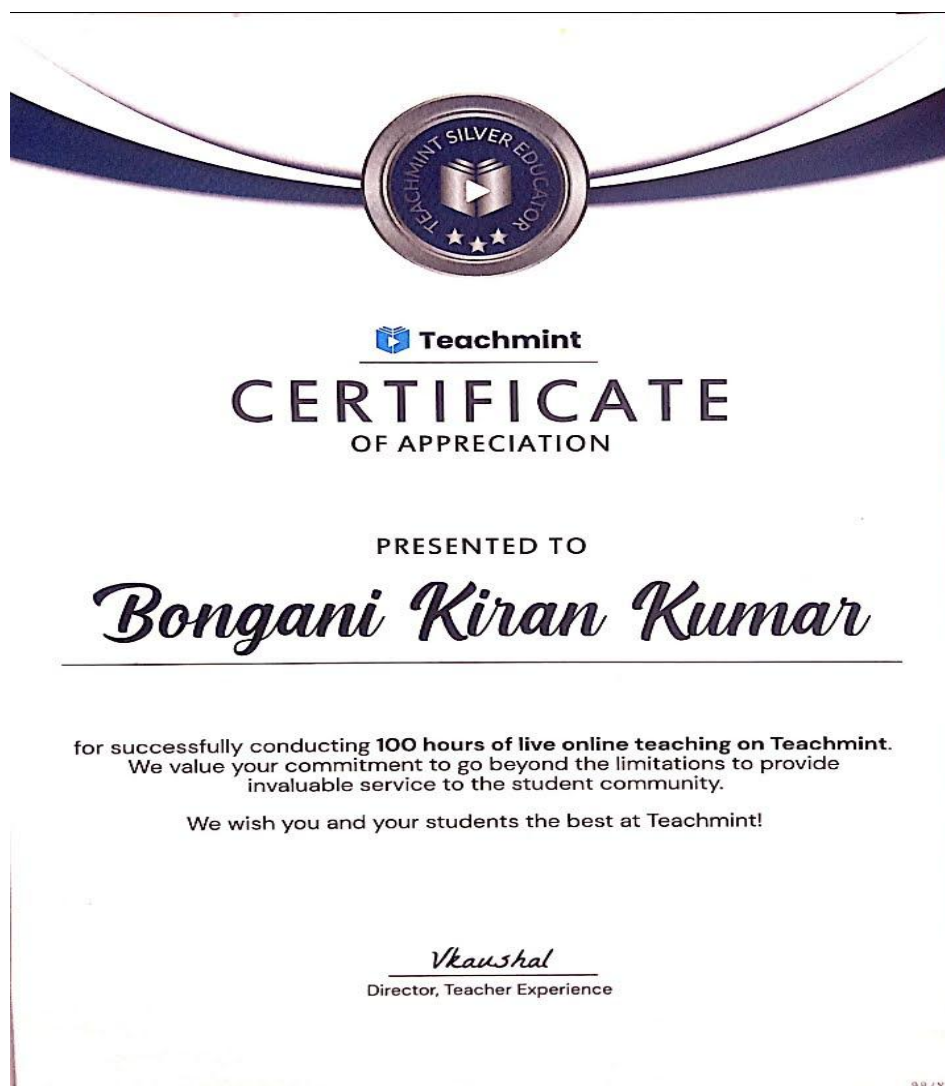 TEACHMINT SILVER EDUCATOR
Teachmint
CERTIFICATE
OF APPRECIATION
PRESENTED TO
Bongani Kiran Kumar
for successfully conducting 100 hours of live online teaching on Teachmint.
We value your commitment to go beyond the limitations to provide
invaluable service to the student community.
We wish you and your students the best at Teachmint!
Vkaushal
Director, Teacher Experience